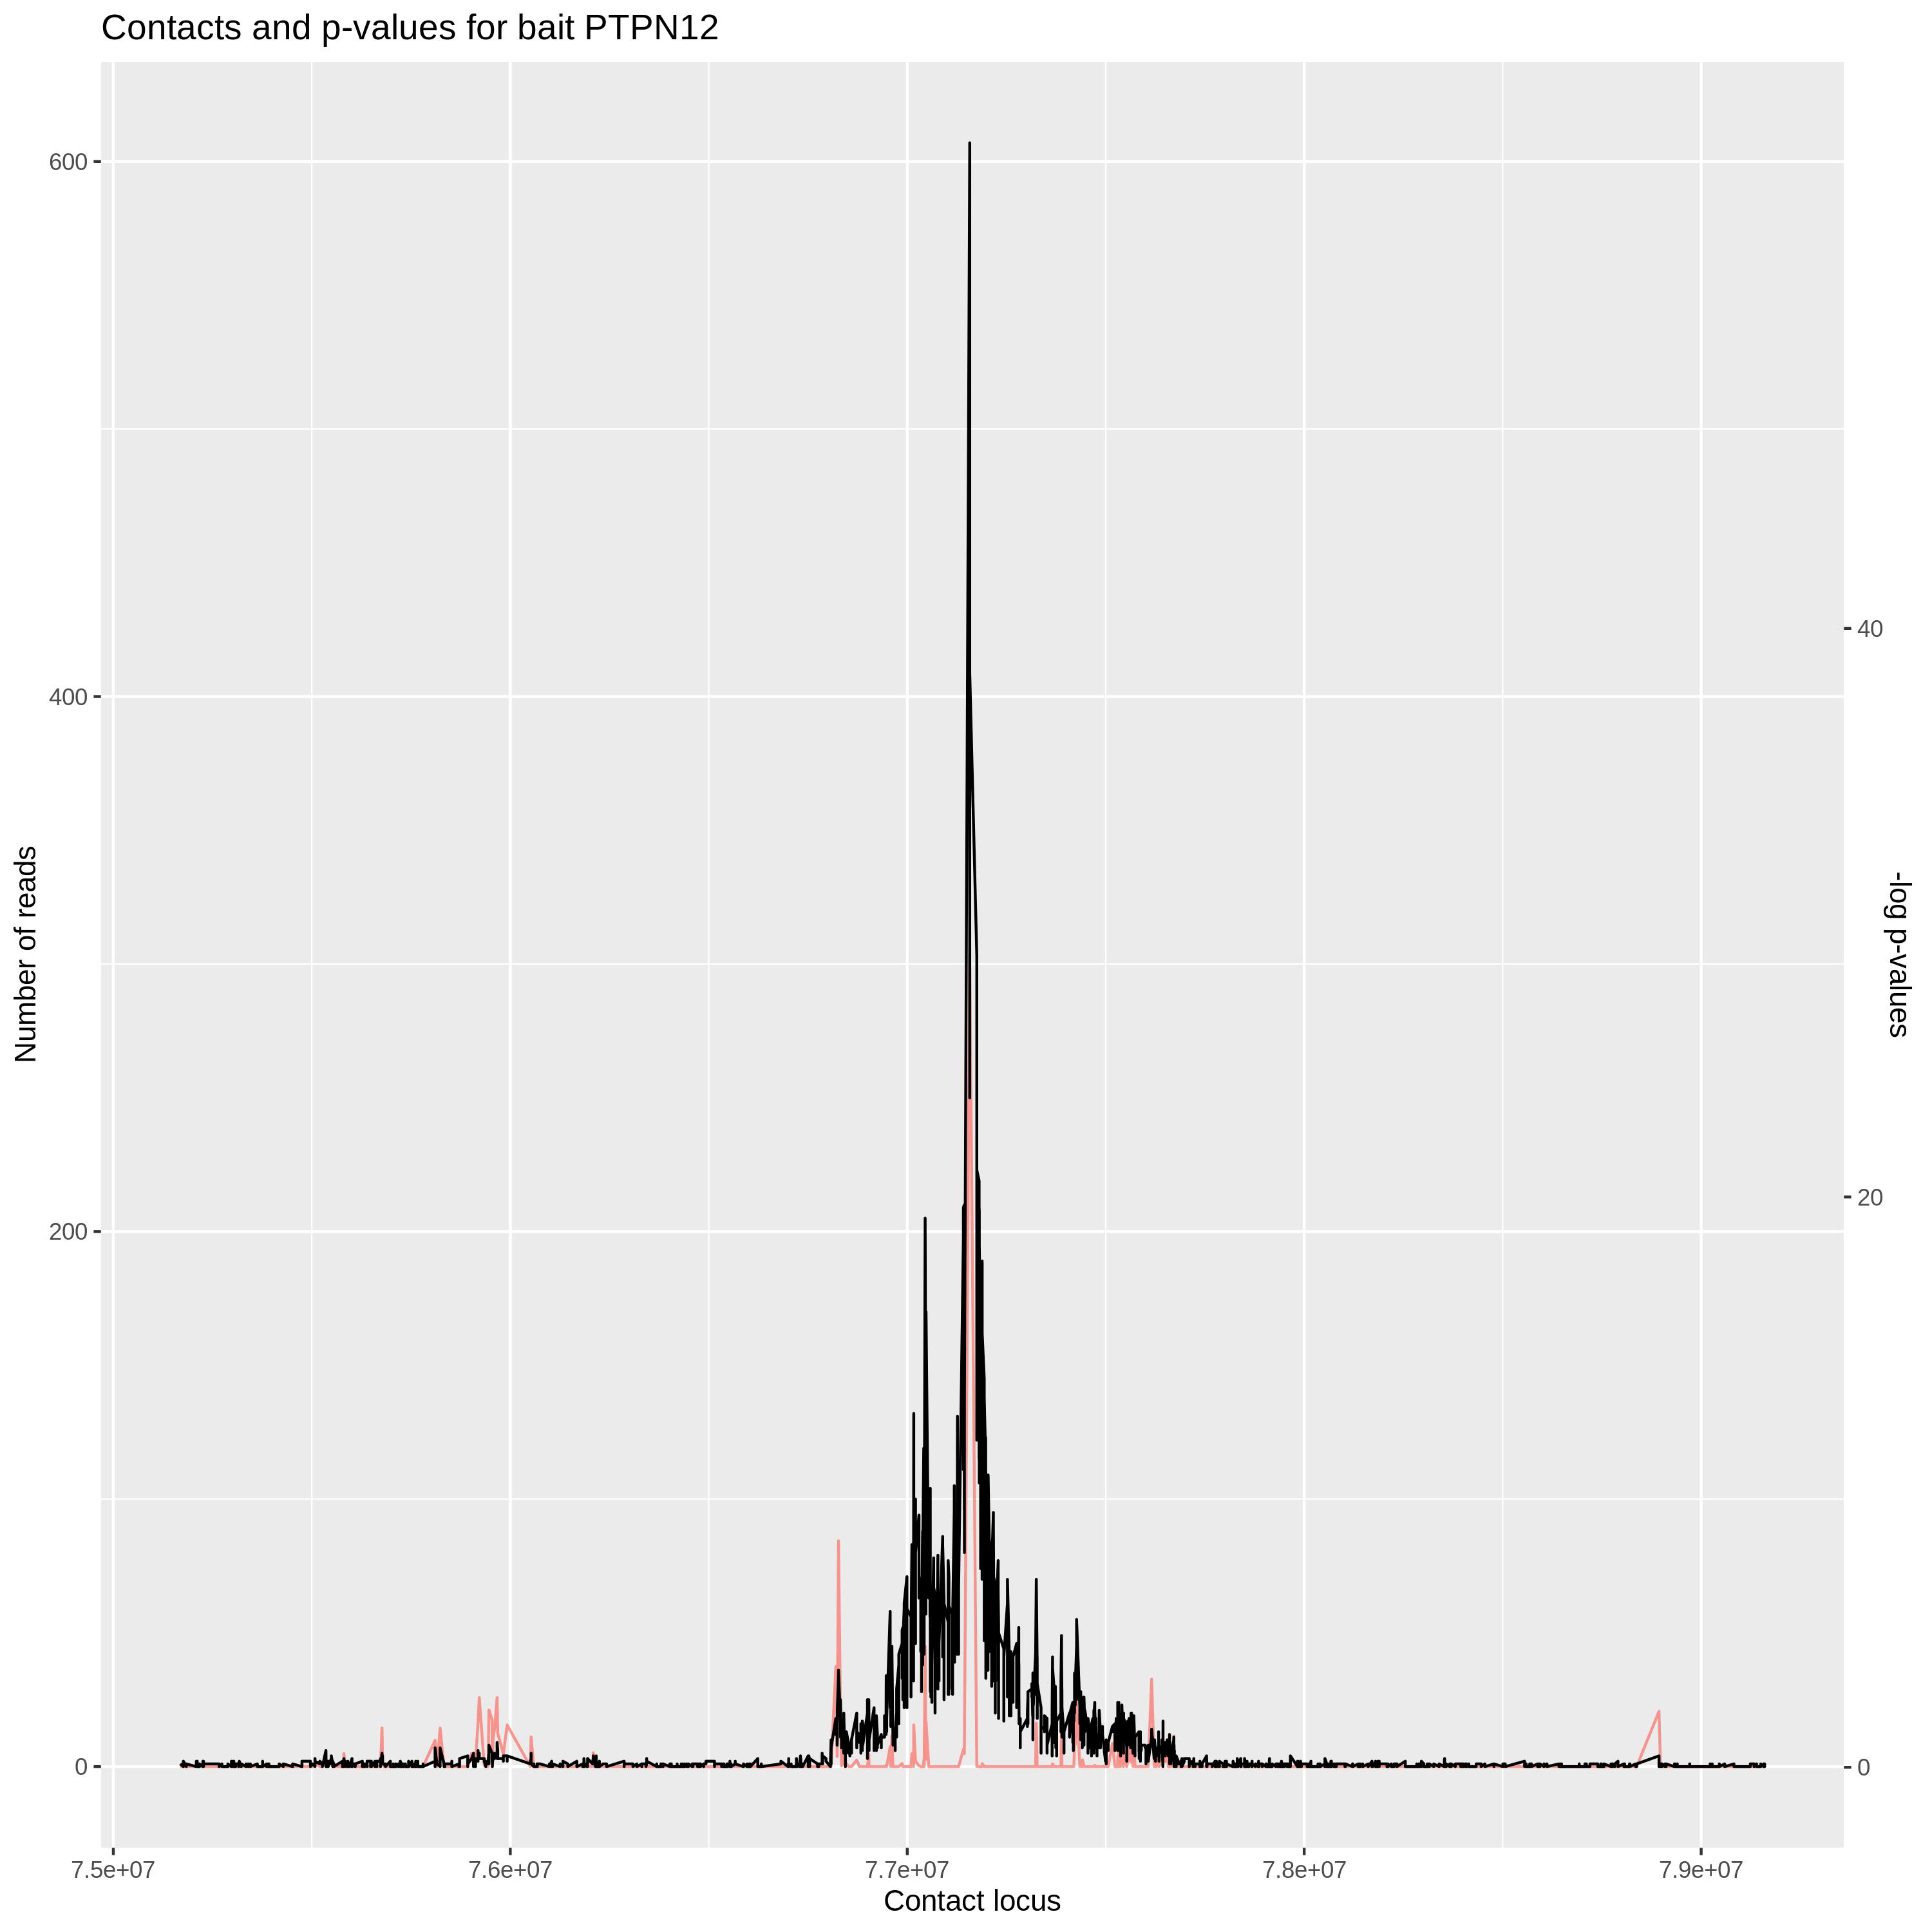 Contacts and p-values for bait PTPN12
600
400
200
0
Number of reads
40
20
0
-log p-values
7.5e+07
7.6e+07
7.7e+07
7.8e+07
7.9e+07
Contact locus